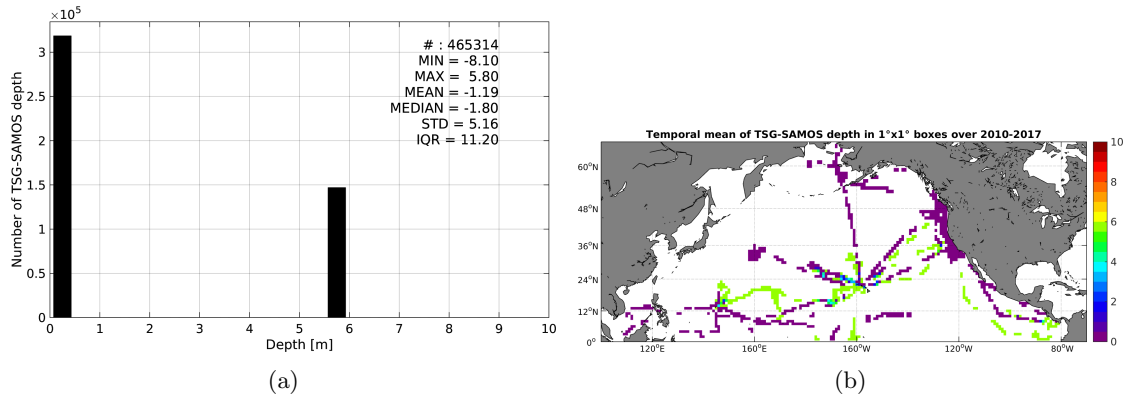 ×10⁵
3
2.5
2
1.5
1
0.5
0
0 1 2 3 4 5 6 7 8 9 10
Number of TSG-SAMOS depth
Depth [m]
# : 465314
MIN = -8.10
MAX = 5.80
MEAN = -1.19
MEDIAN = -1.80
STD = 5.16
IQR = 11.20
(a)
Temporal mean of TSG-SAMOS depth in 1°x1° boxes over 2010-2017
60°N
48°N
36°N
24°N
12°N
0°
120°E 160°E 160°W 120°W 80°W
10
8
6
4
2
0
(b)